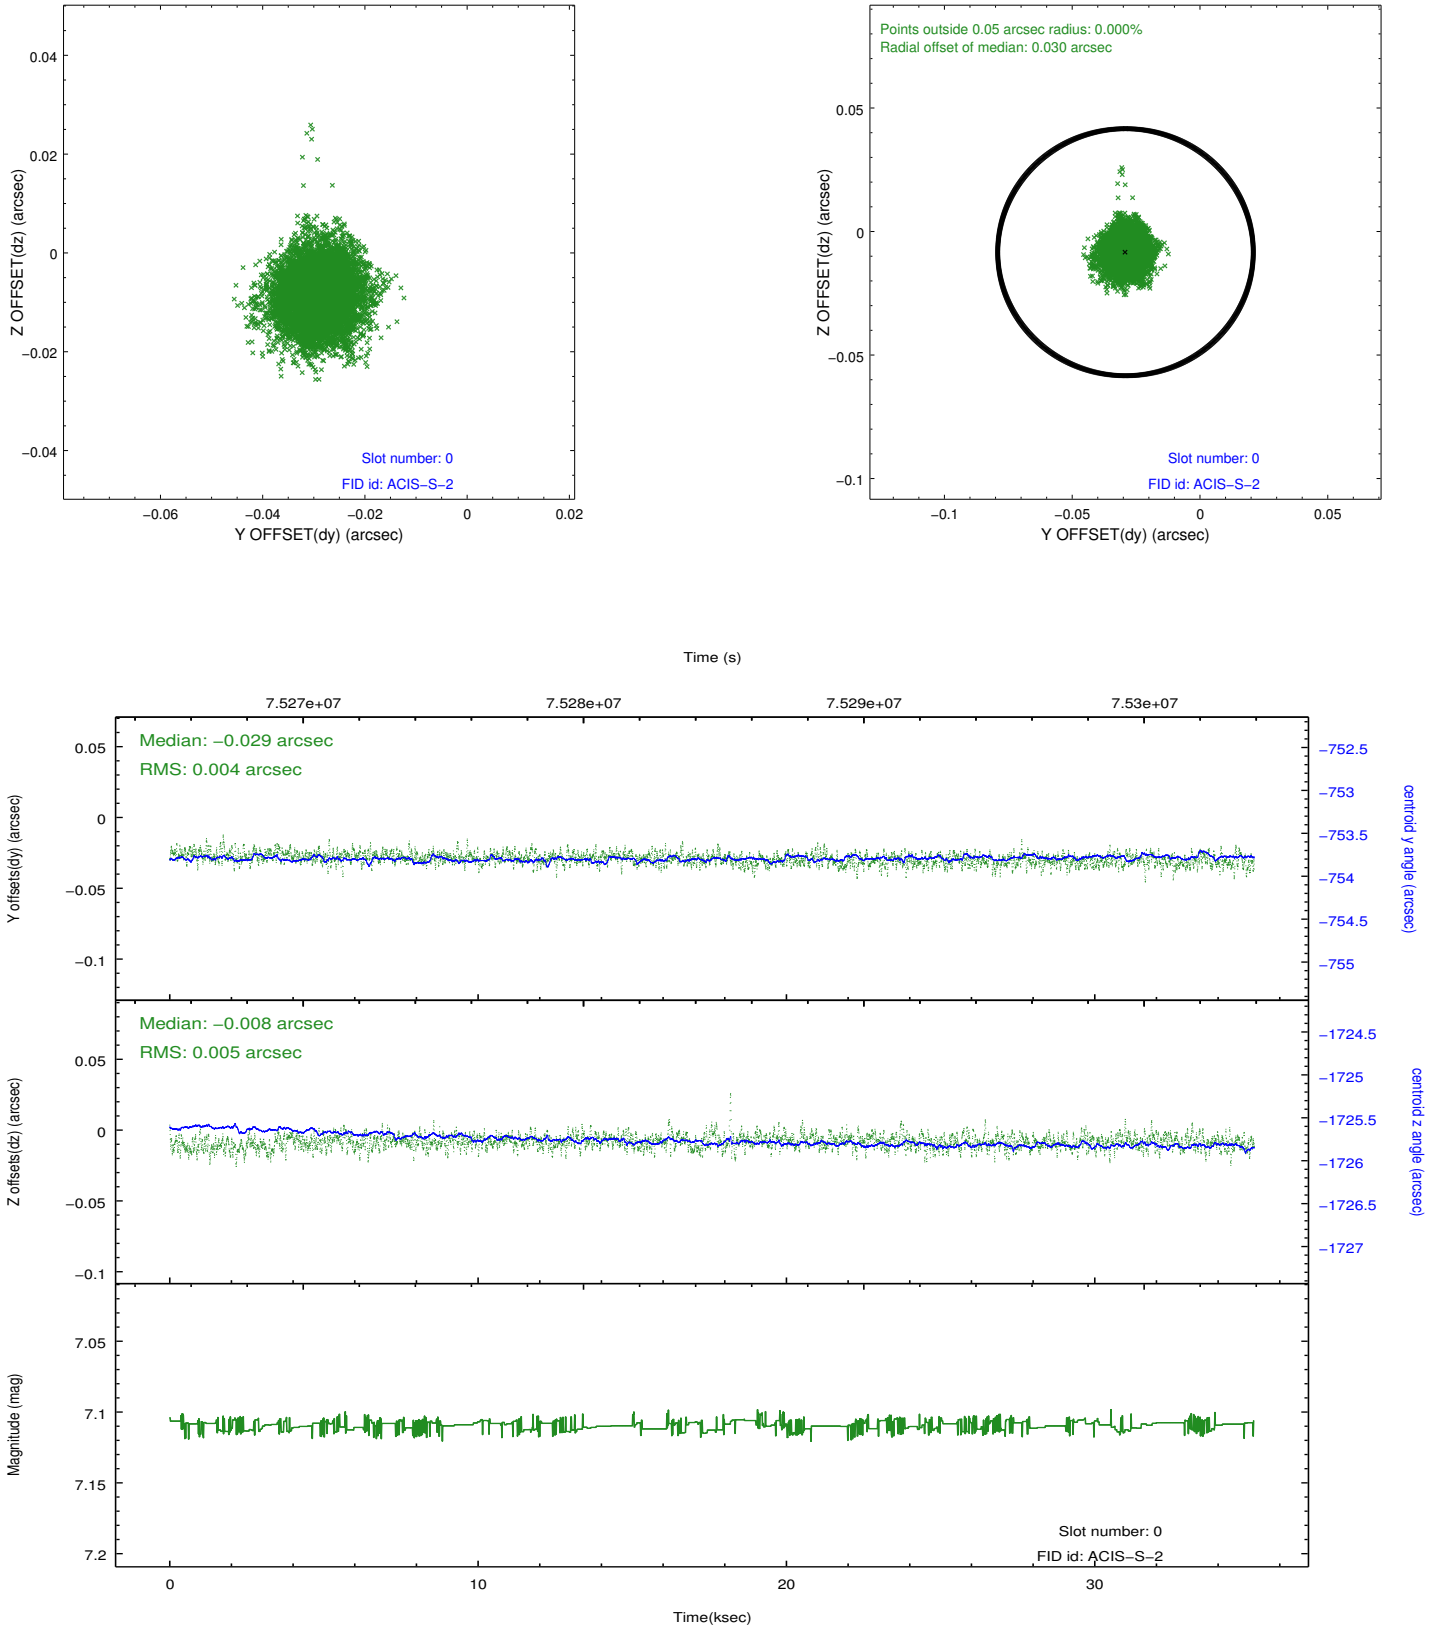 0.04
0.02
0
−0.02
−0.04
Z OFFSET(dz) (arcsec)
Slot number: 0
FID id: ACIS−S−2
−0.06
−0.04
−0.02
0
0.02
Y OFFSET(dy) (arcsec)
Points outside 0.05 arcsec radius: 0.000%
Radial offset of median: 0.030 arcsec
0.05
0
−0.05
−0.1
Z OFFSET(dz) (arcsec)
Slot number: 0
FID id: ACIS−S−2
−0.1
−0.05
0
0.05
Y OFFSET(dy) (arcsec)
Time (s)
7.527e+07
7.528e+07
7.529e+07
7.53e+07
Median: −0.029 arcsec
RMS: 0.004 arcsec
0.05
0
−0.05
−0.1
Y offsets(dy) (arcsec)
−752.5
−753
−753.5
−754
−754.5
−755
centroid y angle (arcsec)
Median: −0.008 arcsec
RMS: 0.005 arcsec
0.05
0
−0.05
−0.1
Z offsets(dz) (arcsec)
−1724.5
−1725
−1725.5
−1726
−1726.5
−1727
centroid z angle (arcsec)
7.05
7.1
7.15
7.2
Magnitude (mag)
Slot number: 0
FID id: ACIS−S−2
0
10
20
30
Time(ksec)